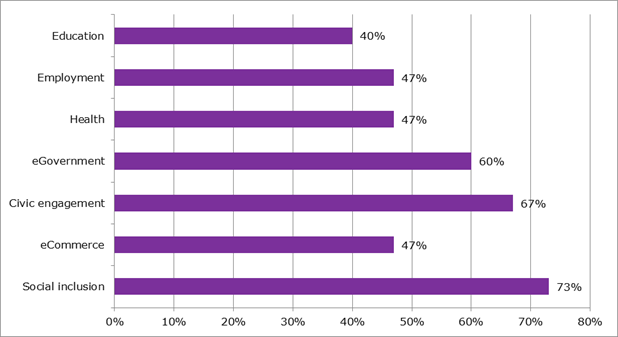 Education 40%
Employment 47%
Health 47%
eGovernment 60%
Civic engagement 67%
eCommerce 47%
Social inclusion 73%
0% 10% 20% 30% 40% 50% 60% 70% 80%